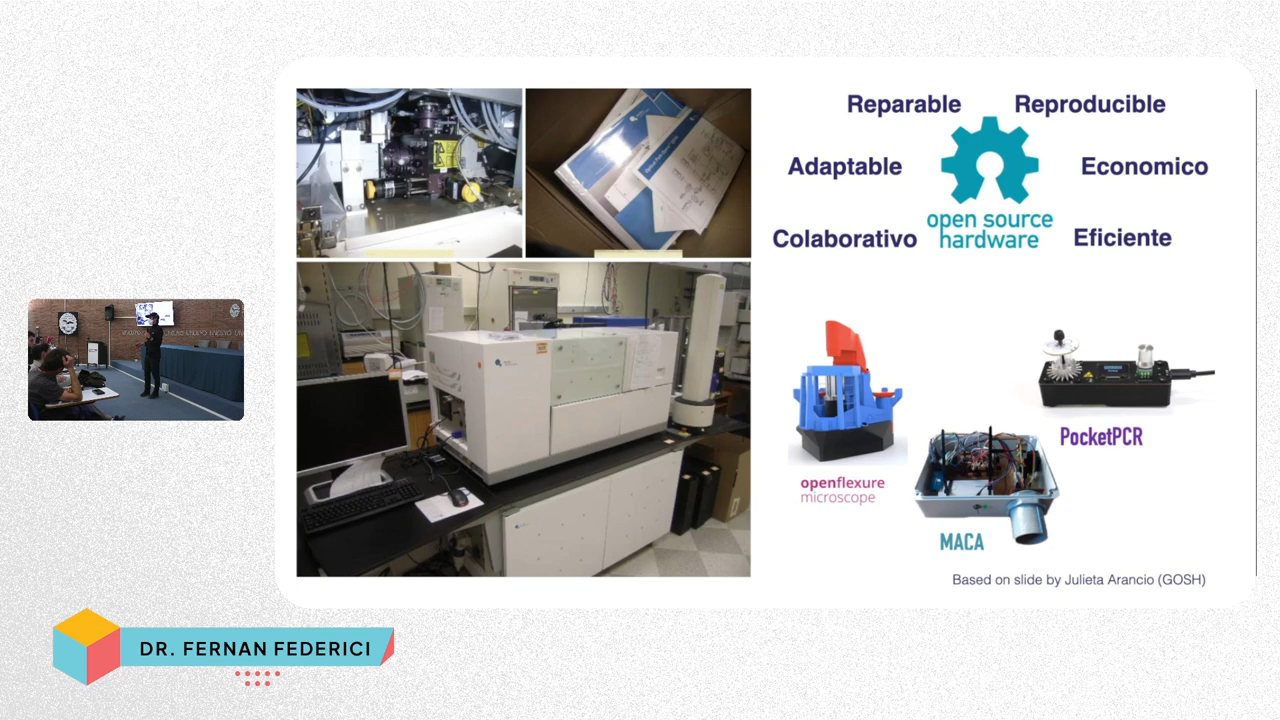 Reparable
Reproducible
Adaptable
Economico
open source
hardware
Colaborativo
Eficiente
openflexure
microscope
PocketPCR
MACA
Based on slide by Julieta Arancio (GOSH)
DR. FERNAN FEDERICI